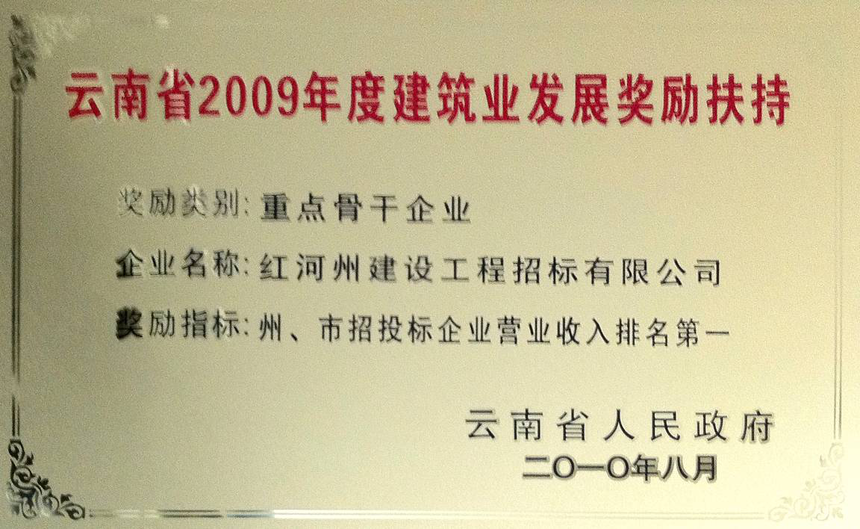 云南省2009年度建筑业发展奖励扶持
奖励类别:重点骨干企业
企业名称:红河州建设工程招标有限公司
奖励指标:州、市招投标企业营业收入排名第一
云南省人民政府
二〇一〇年八月